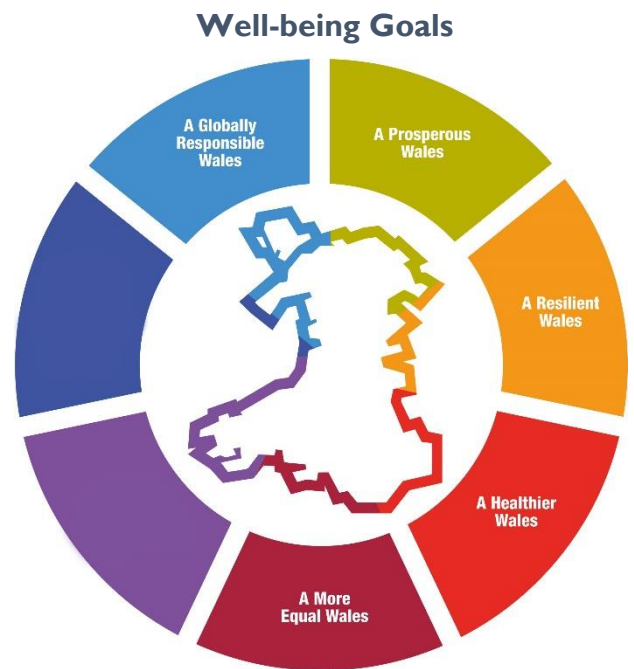 Well-being Goals
A Globally
Responsible
Wales
A Prosperous
Wales
A Resilient
Wales
A Healthier
Wales
A More
Equal Wales